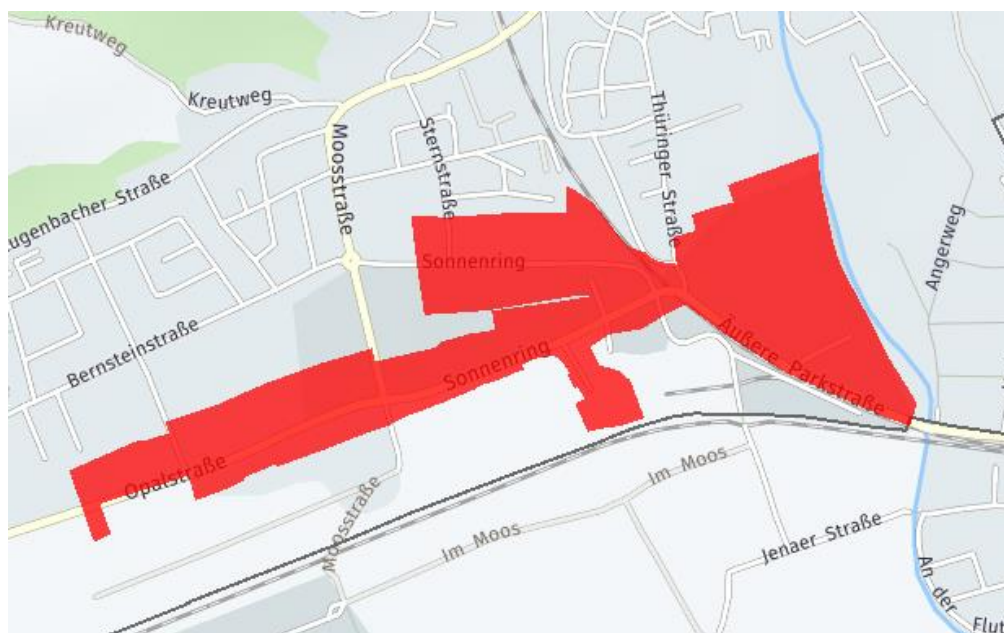 Kreutweg
Kreutweg
Moosstraße
Sternstraße
Thüringer Straße
ugenbacher Straße
Angerweg
Sonnenring
Bernsteinstraße
Sonnenring
Äußere Parkstraße
Opalstraße
Moosstraße
Im Moos
Im Moos
Jenaer Straße
An der
Flut